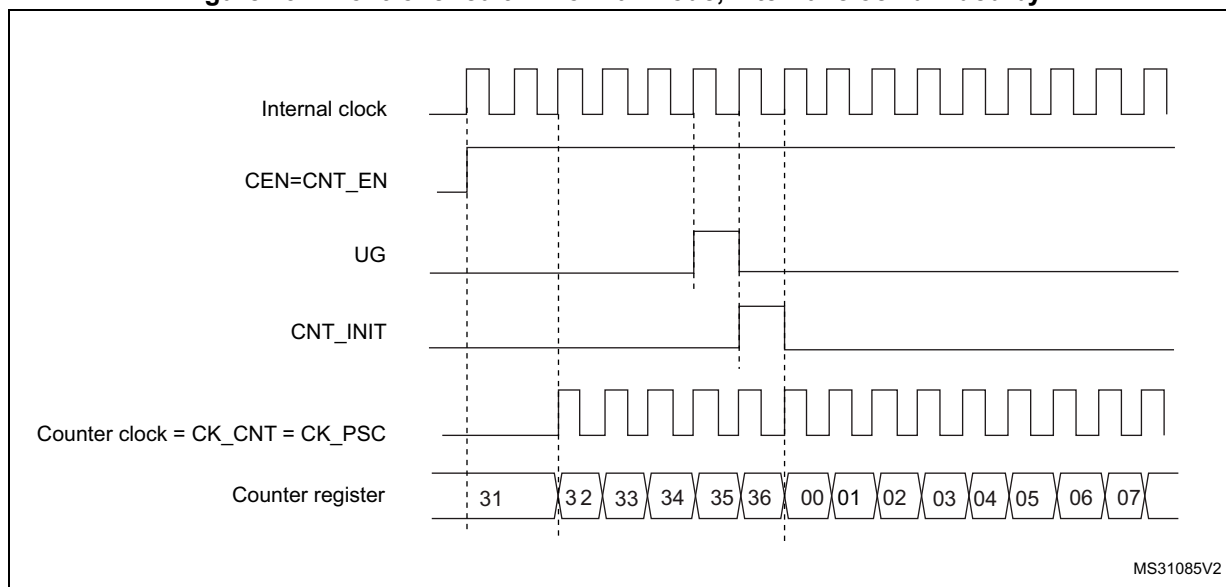 Internal clock
CEN=CNT_EN
UG
CNT_INIT
Counter clock = CK_CNT = CK_PSC
Counter register 31 32 33 34 35 36 00 01 02 03 04 05 06 07
MS31085V2